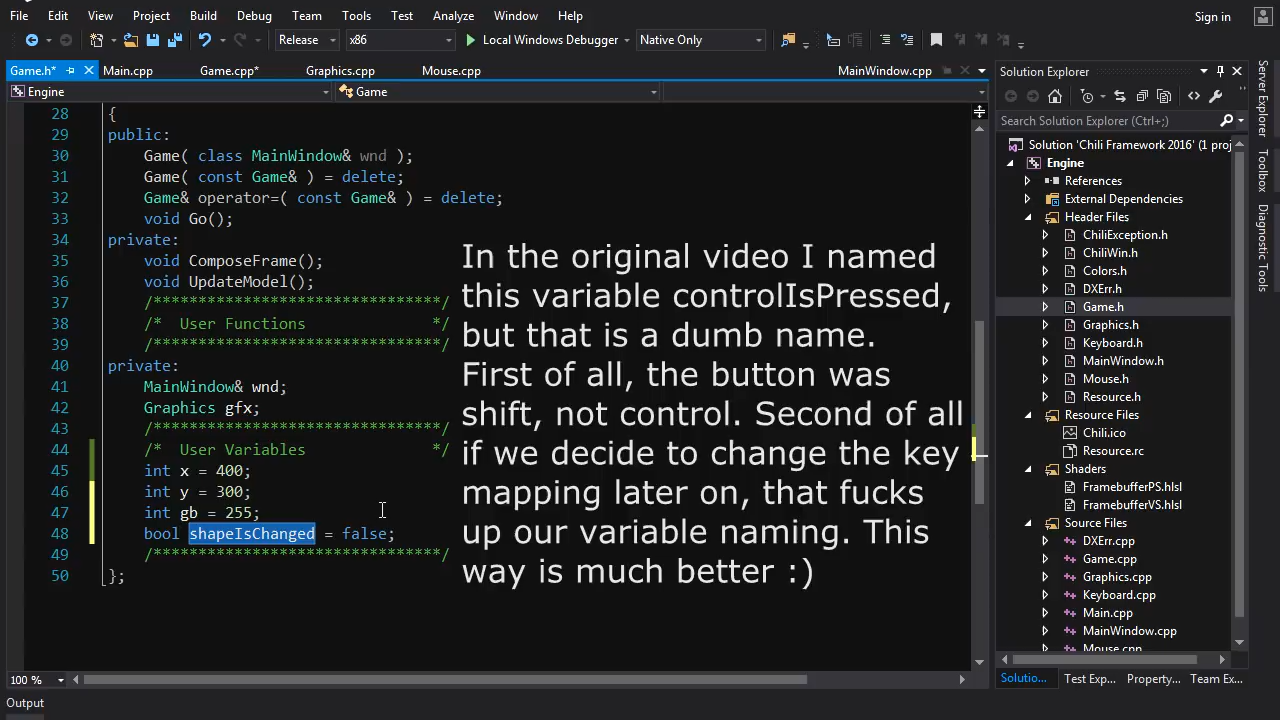 File Edit View Project Build Debug Team Tools Test Analyze Window Help
Sign in
Release x86 Local Windows Debugger Native Only
Game.h* Main.cpp Game.cpp* Graphics.cpp Mouse.cpp MainWindow.cpp
Engine Game
28 {
29 public:
30 Game( class MainWindow& wnd );
31 Game( const Game& ) = delete;
32 Game& operator=( const Game& ) = delete;
33 void Go();
34 private:
35 void ComposeFrame();
36 void UpdateModel();
37 /********************************/
38 /* User Functions */
39 /********************************/
40 private:
41 MainWindow& wnd;
42 Graphics gfx;
43 /********************************/
44 /* User Variables */
45 int x = 400;
46 int y = 300;
47 int gb = 255;
48 bool shapeIsChanged = false;
49 /********************************/
50 };
In the original video I named
this variable controlIsPressed,
but that is a dumb name.
First of all, the button was
shift, not control. Second of all
if we decide to change the key
mapping later on, that fucks
up our variable naming. This
way is much better :)
100 %
Output
Solution Explorer
Search Solution Explorer (Ctrl+;)
Solution 'Chili Framework 2016' (1 proj
Engine
References
External Dependencies
Header Files
ChiliException.h
ChiliWin.h
Colors.h
DXErr.h
Game.h
Graphics.h
Keyboard.h
MainWindow.h
Mouse.h
Resource.h
Resource Files
Chili.ico
Resource.rc
Shaders
FramebufferPS.hlsl
FramebufferVS.hlsl
Source Files
DXErr.cpp
Game.cpp
Graphics.cpp
Keyboard.cpp
Main.cpp
MainWindow.cpp
Mouse.cpp
Solutio... Test Exp... Property... Team Ex...
Server Explorer
Toolbox
Diagnostic Tools